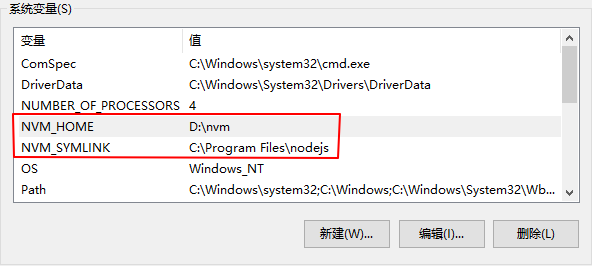 系统变量(S)
变量 值
ComSpec C:\Windows\system32\cmd.exe
DriverData C:\Windows\System32\Drivers\DriverData
NUMBER_OF_PROCESSORS 4
NVM_HOME D:\nvm
NVM_SYMLINK C:\Program Files\nodejs
OS Windows_NT
Path C:\Windows\system32;C:\Windows;C:\Windows\System32\Wb...
新建(W)... 编辑(I)... 删除(L)